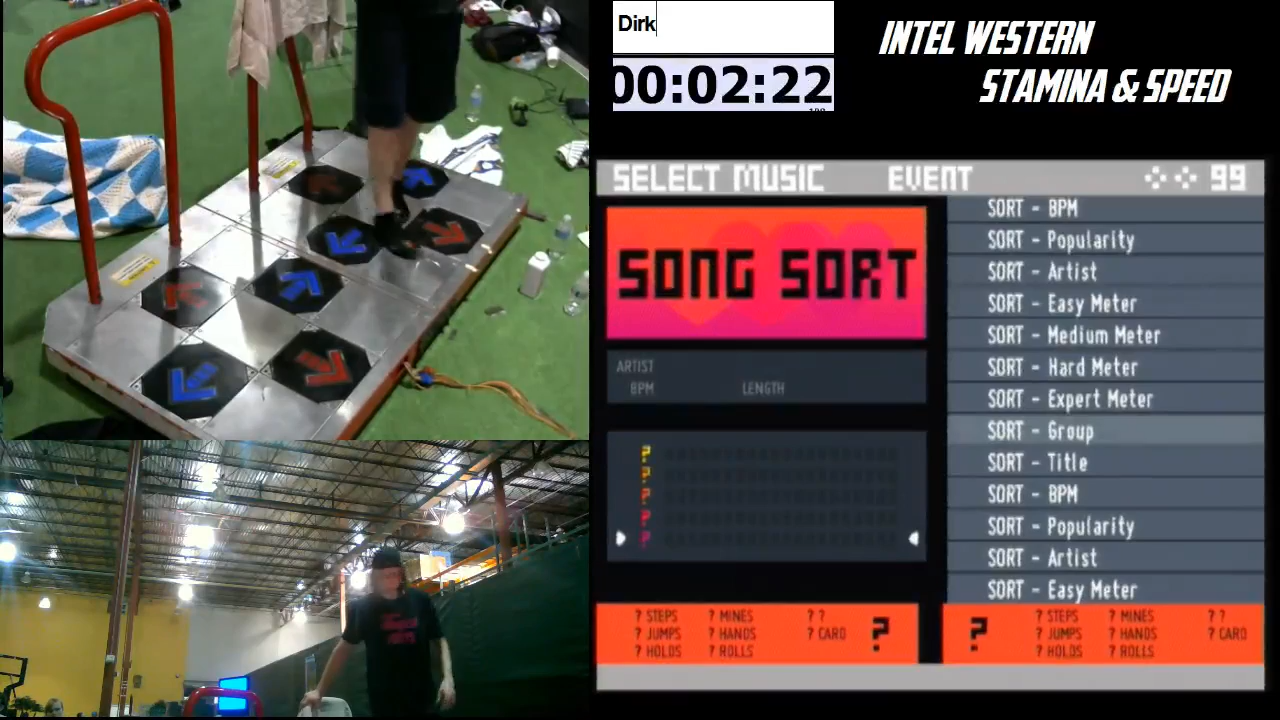 Dirk
00:02:22
INTEL WESTERN
STAMINA & SPEED
SELECT MUSIC EVENT 99
SONG SORT
ARTIST
BPM LENGTH
?
?
?
?
?
SORT - BPM
SORT - Popularity
SORT - Artist
SORT - Easy Meter
SORT - Medium Meter
SORT - Hard Meter
SORT - Expert Meter
SORT - Group
SORT - Title
SORT - BPM
SORT - Popularity
SORT - Artist
SORT - Easy Meter
? STEPS ? MINES ? ?
? JUMPS ? HANDS ? CARD ?
? HOLDS ? ROLLS
? STEPS ? MINES ? ?
? ? JUMPS ? HANDS ? CARD
? HOLDS ? ROLLS